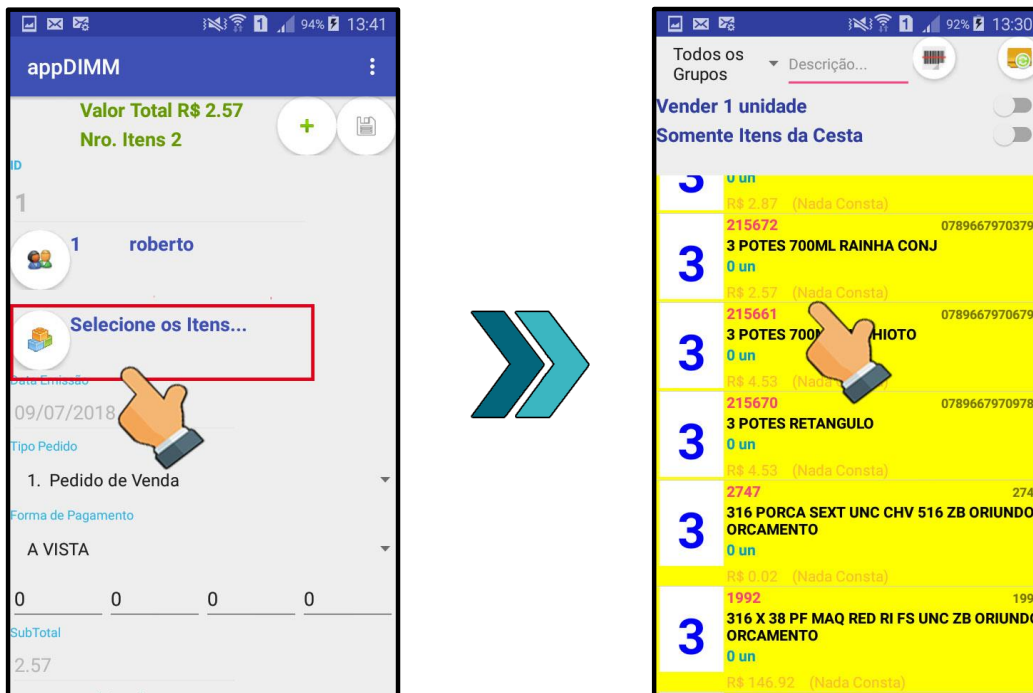 1 94% 13:41
appDIMM
Valor Total R$ 2.57
Nro. Itens 2
ID
1
1 roberto
Selecione os Itens...
Data Emissão
09/07/2018
Tipo Pedido
1. Pedido de Venda
Forma de Pagamento
A VISTA
0 0 0 0
SubTotal
2.57
1 92% 13:30
Todos os
Grupos
Descrição...
Vender 1 unidade
Somente Itens da Cesta
3
0 un
R$ 2.87 (Nada Consta)
215672 0789667970379
3 POTES 700ML RAINHA CONJ
3
0 un
R$ 2.57 (Nada Consta)
215661 0789667970679
3 POTES 700
HIOTO
3
0 un
R$ 4.53 (Nada
215670 0789667970978
3 POTES RETANGULO
3
0 un
R$ 4.53 (Nada Consta)
2747 274
316 PORCA SEXT UNC CHV 516 ZB ORIUNDO
ORCAMENTO
3
0 un
R$ 0.02 (Nada Consta)
1992 199
316 X 38 PF MAQ RED RI FS UNC ZB ORIUNDO
ORCAMENTO
3
0 un
R$ 146.92 (Nada Consta)